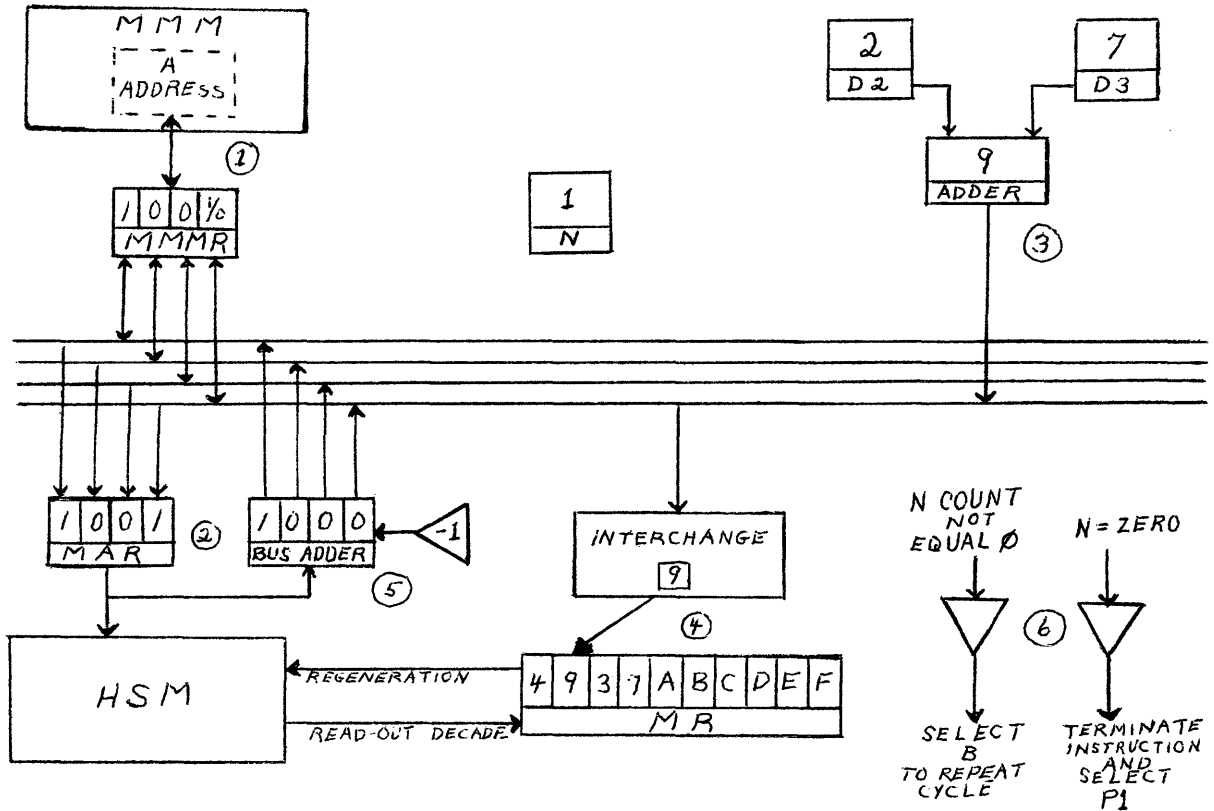 MMM
A
ADDRESS
1
1 0 0 1/0
MMMR
1
N
2
D2
7
D3
9
ADDER
3
1 0 0 1
MAR
2
1 0 0 0
BUS ADDER
-1
5
INTERCHANGE
9
4
HSM
REGENERATION
READ-OUT DECADE
4 9 3 7 A B C D E F
MR
N COUNT
NOT
EQUAL Ø
SELECT
B
TO REPEAT
CYCLE
6
N = ZERO
TERMINATE
INSTRUCTION
AND
SELECT
P1